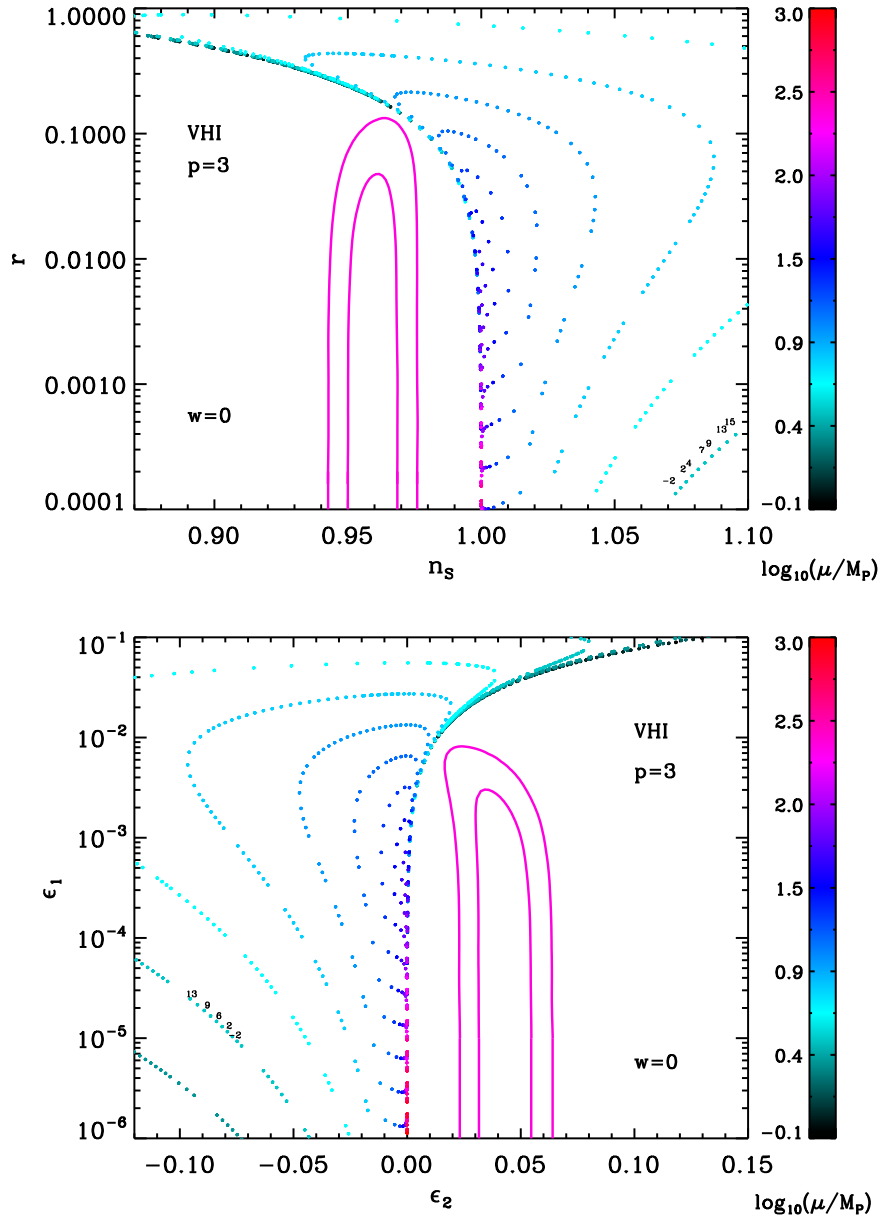 1.0000
0.1000
0.0100
0.0010
0.0001
r
VHI
p=3
w=0
-2 2 4 7 9 13 15
0.90 0.95 1.00 1.05 1.10
n_S
3.0
2.5
2.0
1.5
0.9
0.4
-0.1
log₁₀(μ/M_P)
10⁻¹
10⁻²
10⁻³
10⁻⁴
10⁻⁵
10⁻⁶
ϵ₁
VHI
p=3
13 9 6 2 -2
w=0
−0.10 −0.05 0.00 0.05 0.10 0.15
ϵ₂
3.0
2.5
2.0
1.5
0.9
0.4
-0.1
log₁₀(μ/M_P)